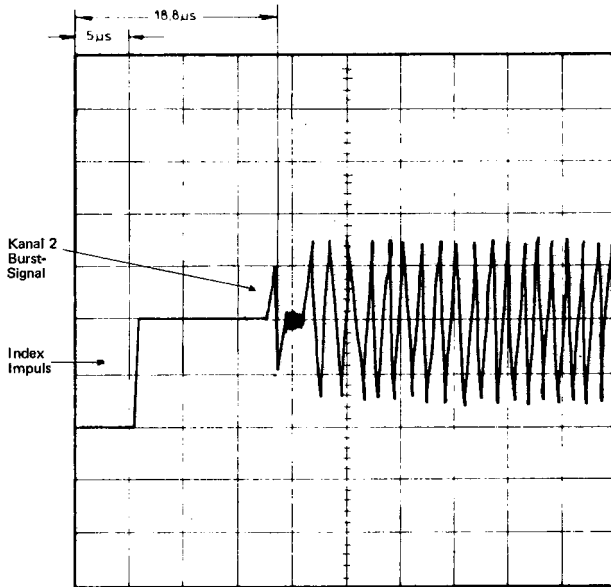 18,8µs
5µs
Kanal 2
Burst-
Signal
Index
Impuls